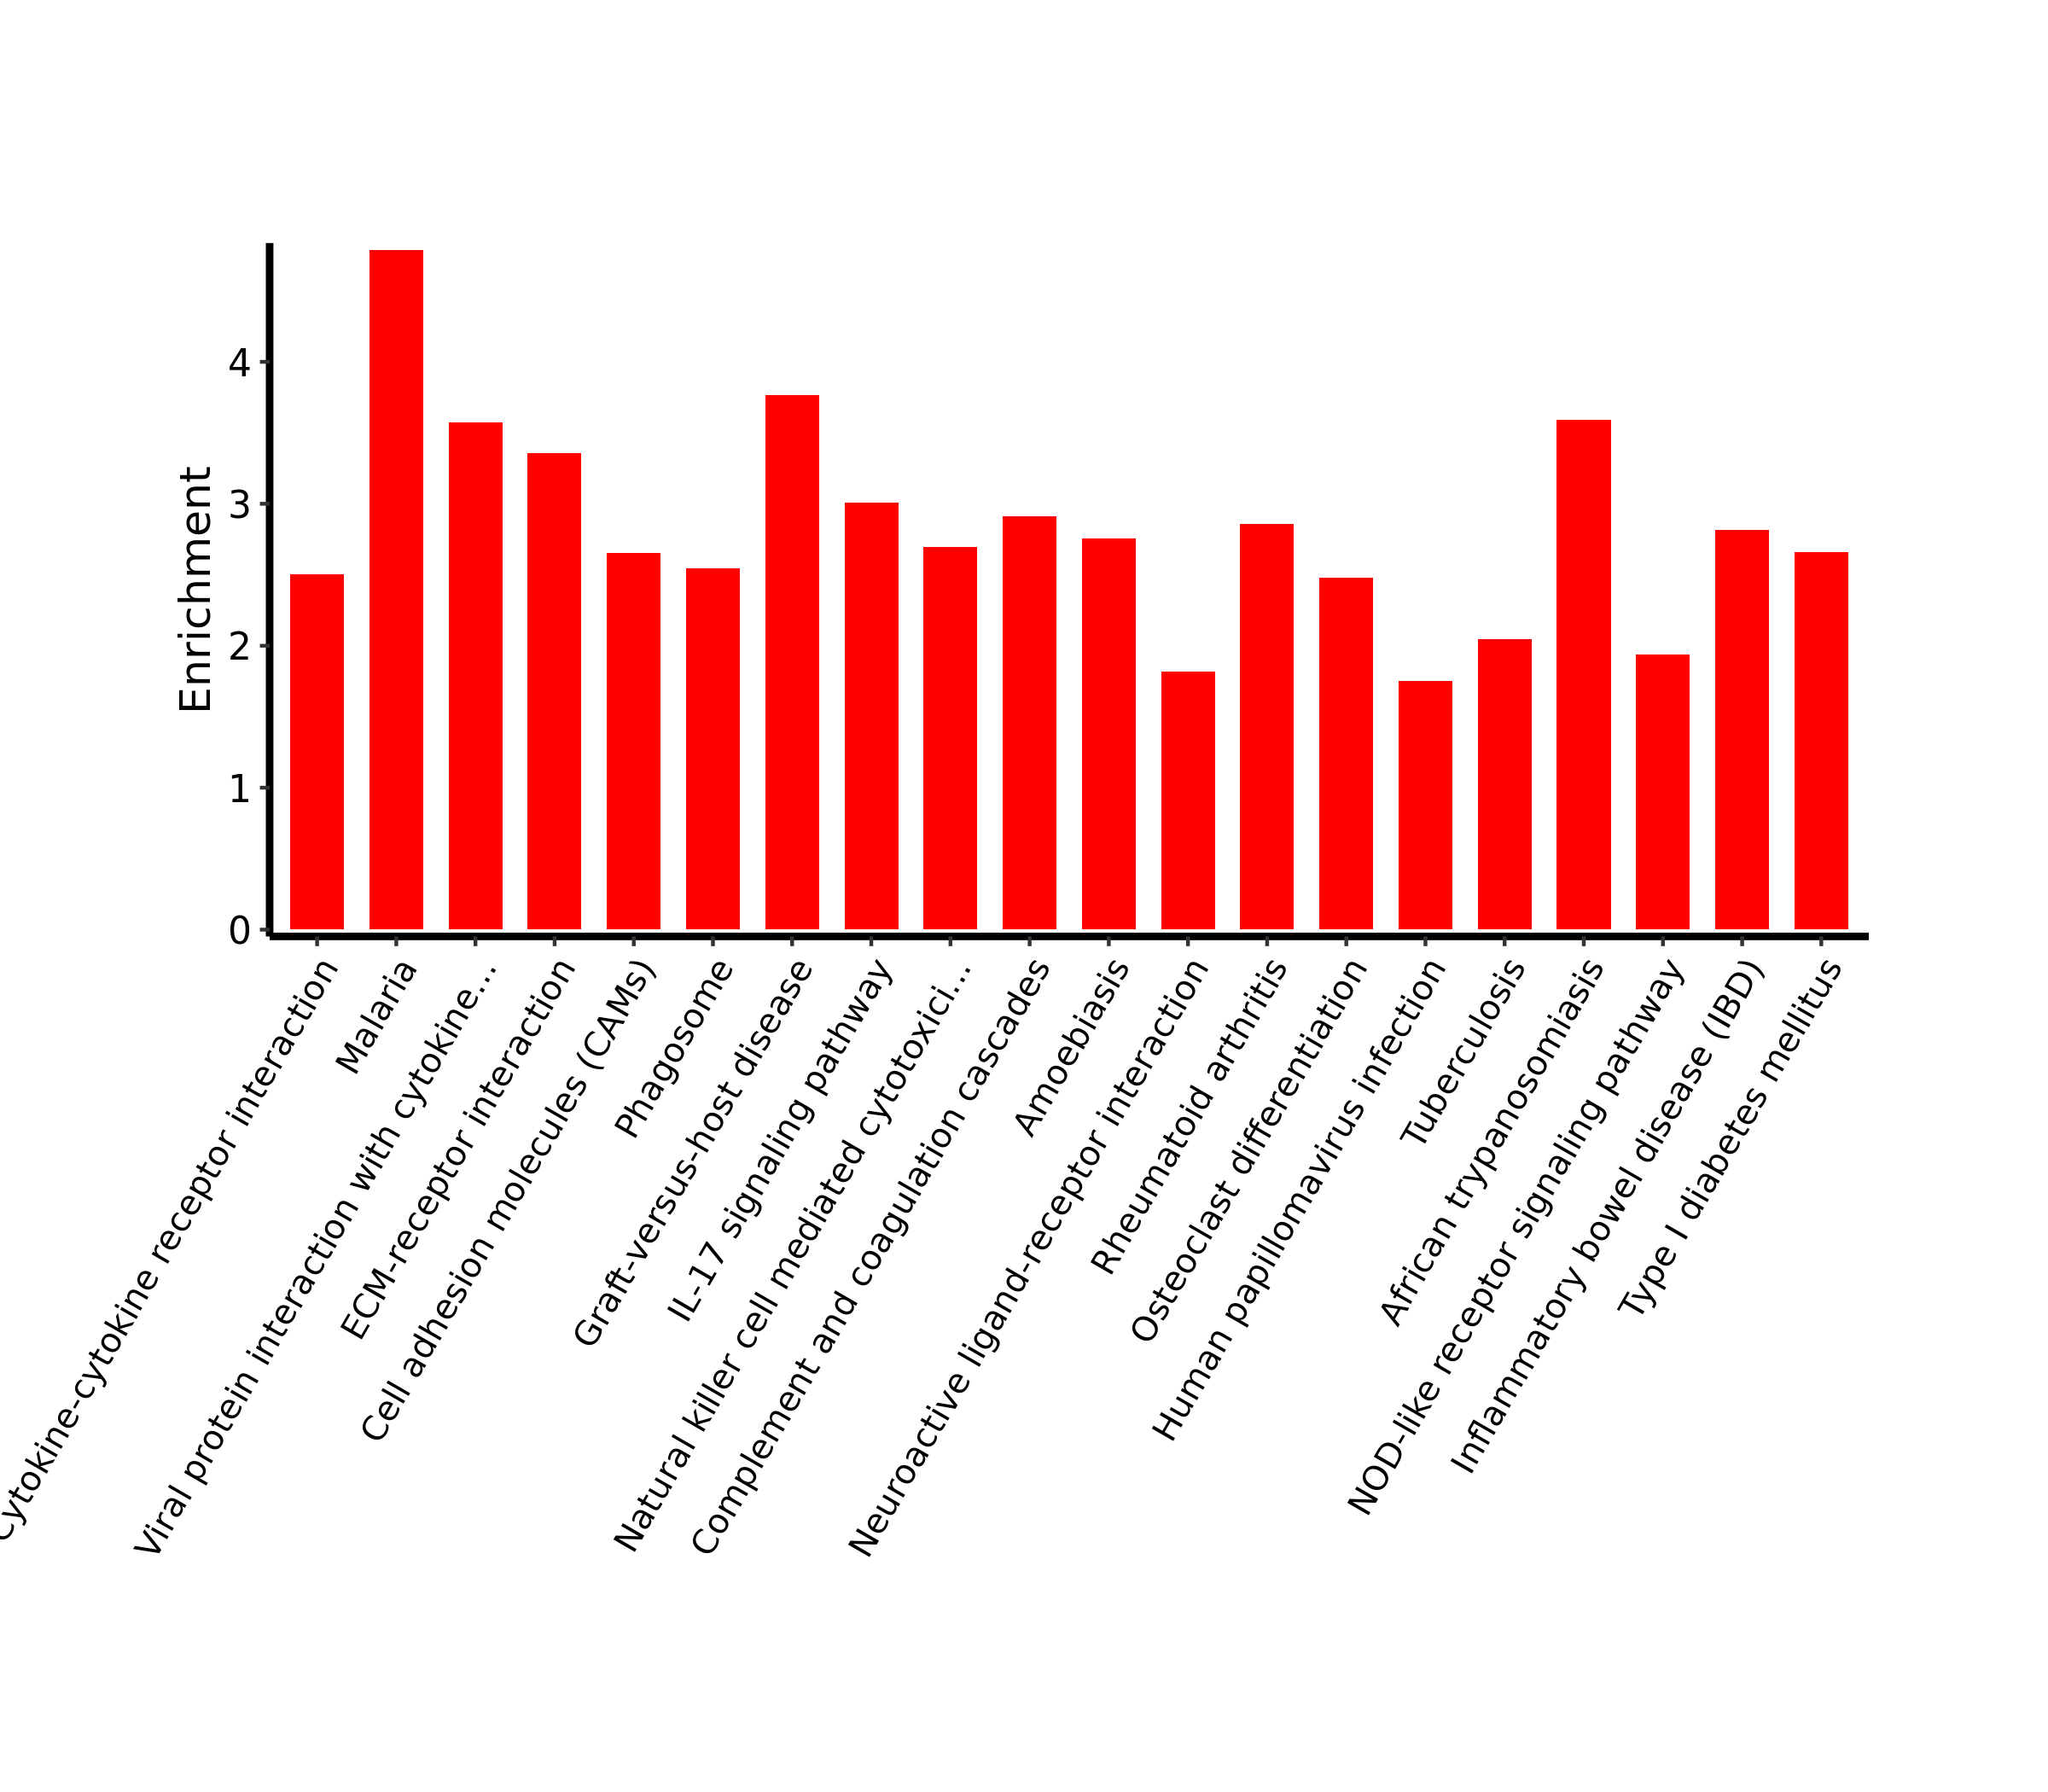 Enrichment
4
3
2
1
0
Cytokine-cytokine receptor interaction
Malaria
Viral protein interaction with cytokine...
ECM-receptor interaction
Cell adhesion molecules (CAMs)
Phagosome
Graft-versus-host disease
IL-17 signaling pathway
Natural killer cell mediated cytotoxici...
Complement and coagulation cascades
Amoebiasis
Neuroactive ligand-receptor interaction
Rheumatoid arthritis
Osteoclast differentiation
Human papillomavirus infection
Tuberculosis
African trypanosomiasis
NOD-like receptor signaling pathway
Inflammatory bowel disease (IBD)
Type I diabetes mellitus